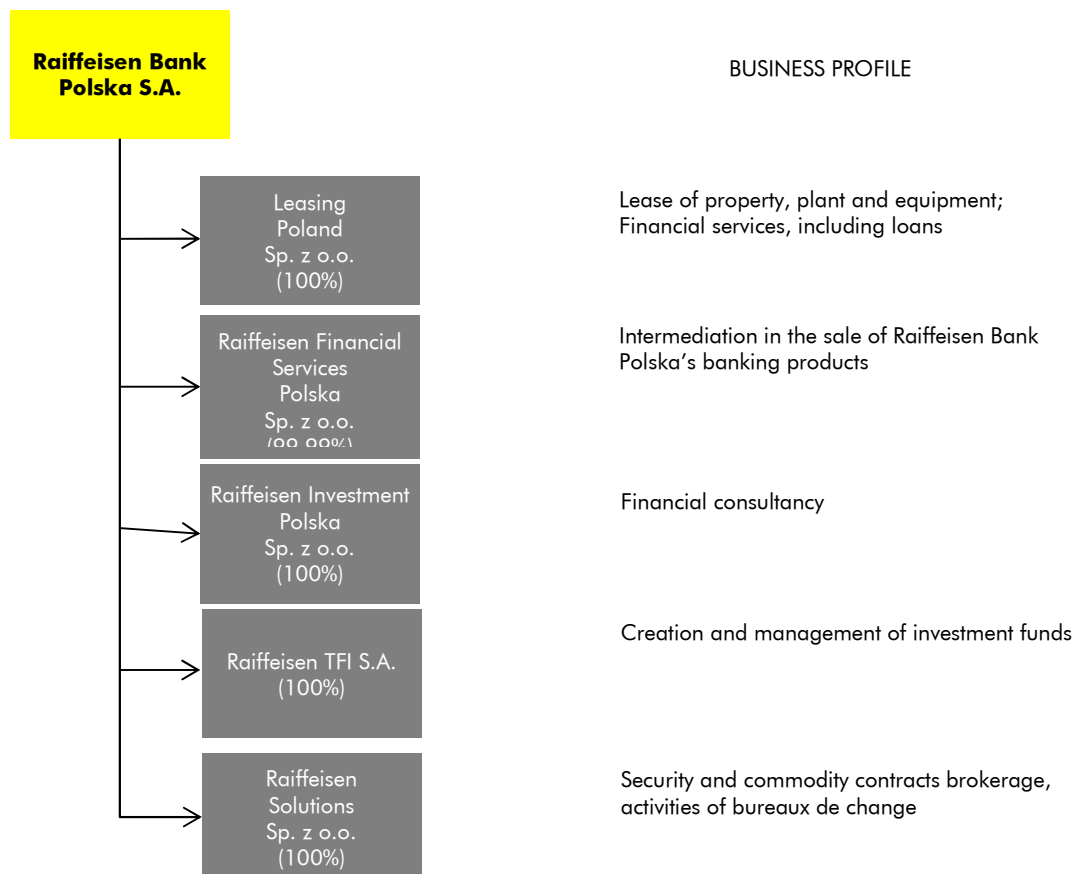 Raiffeisen Bank
Polska S.A.
BUSINESS PROFILE
Leasing
Poland
Sp. z o.o.
(100%)
Lease of property, plant and equipment;
Financial services, including loans
Raiffeisen Financial
Services
Polska
Sp. z o.o.
(99.99%)
Intermediation in the sale of Raiffeisen Bank
Polska’s banking products
Raiffeisen Investment
Polska
Sp. z o.o.
(100%)
Financial consultancy
Raiffeisen TFI S.A.
(100%)
Creation and management of investment funds
Raiffeisen
Solutions
Sp. z o.o.
(100%)
Security and commodity contracts brokerage,
activities of bureaux de change